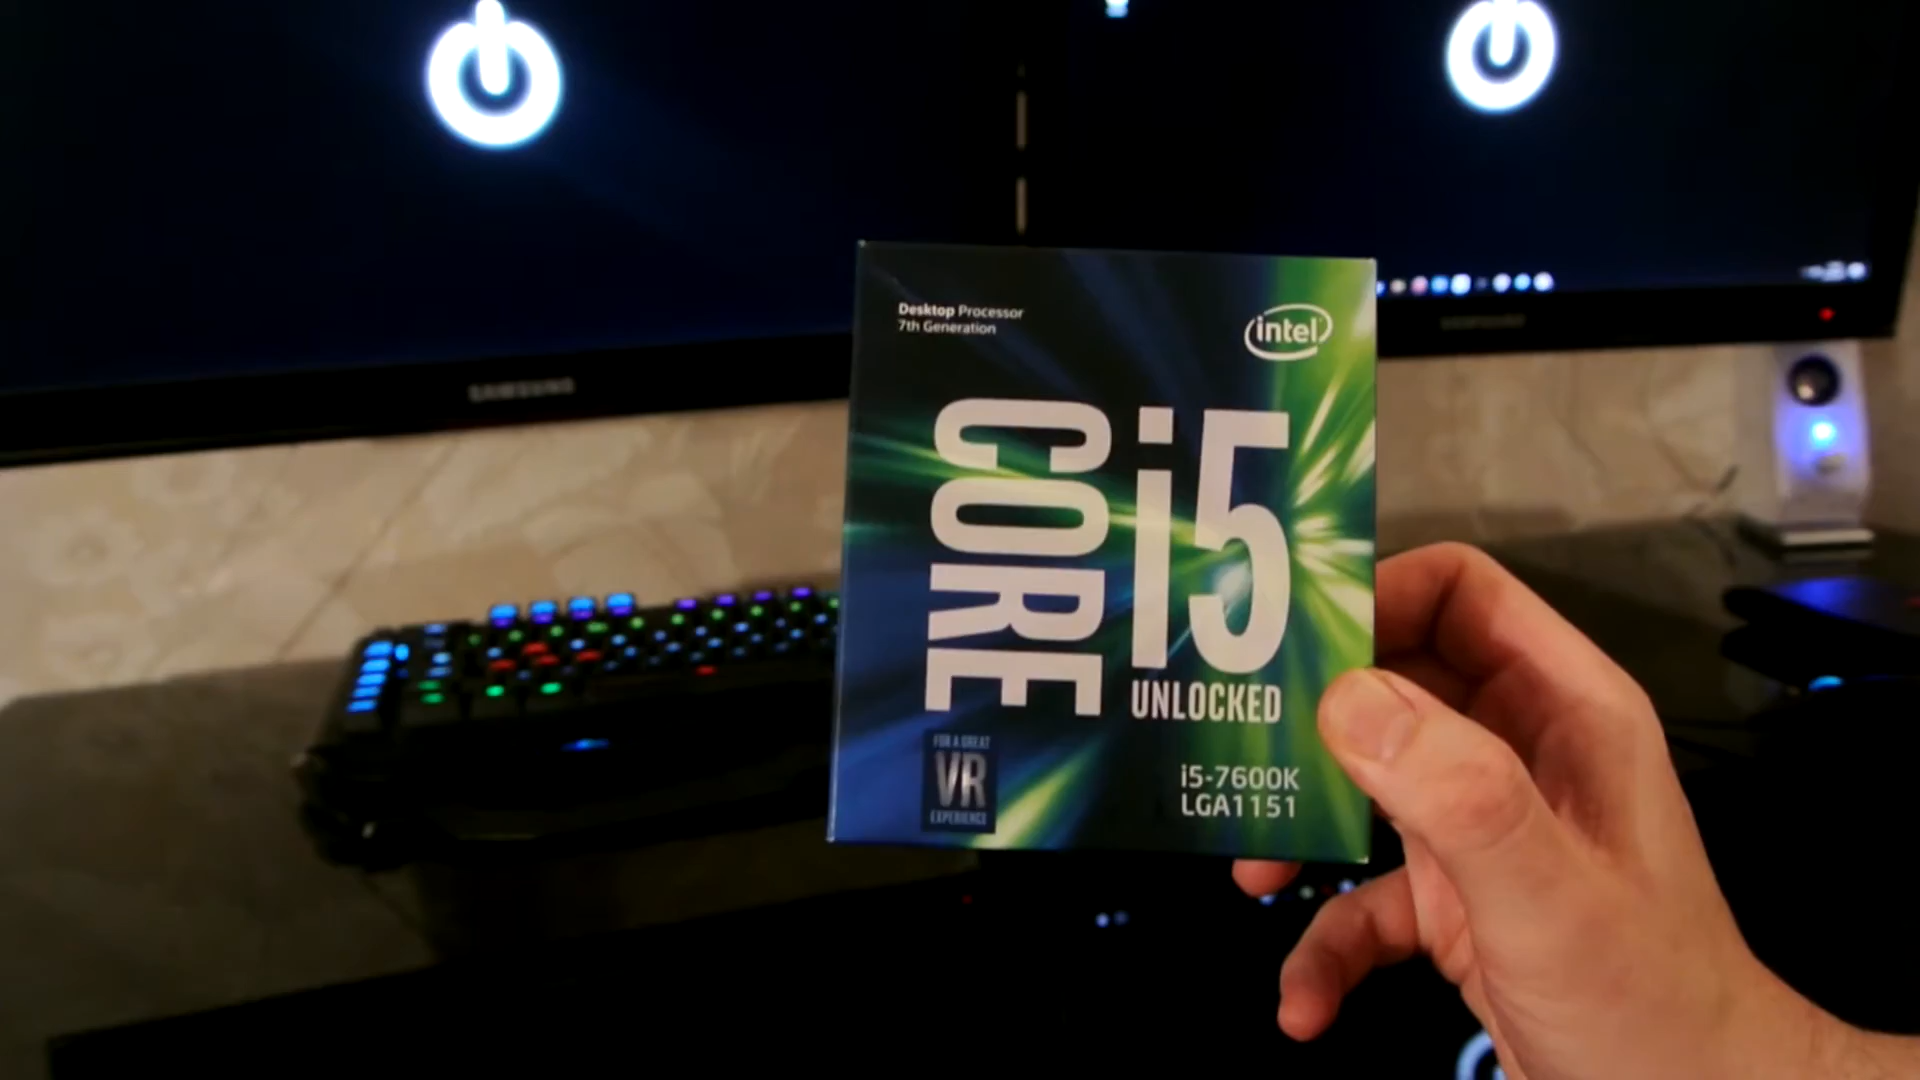 SAMSUNG
Desktop Processor
7th Generation
intel
CORE i5
UNLOCKED
FOR A GREAT
VR
EXPERIENCE
i5-7600K
LGA1151